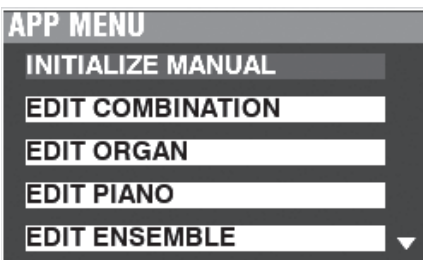 APP MENU
INITIALIZE MANUAL
EDIT COMBINATION
EDIT ORGAN
EDIT PIANO
EDIT ENSEMBLE